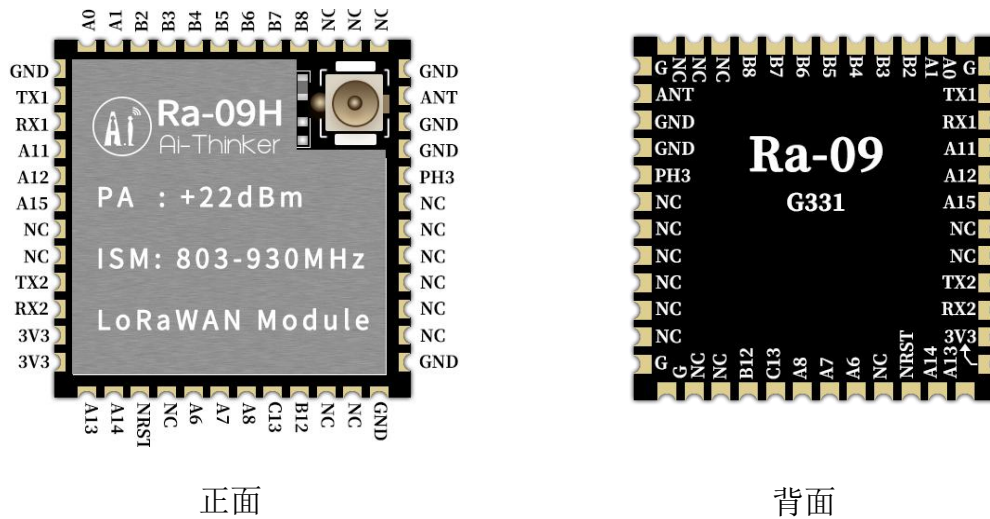 A0 A1 B2 B3 B4 B5 B6 B7 B8 NC NC NC
GND
TX1
RX1
A11
A12
A15
NC
NC
TX2
RX2
3V3
3V3
A.i Ra-09H
Ai-Thinker
PA : +22dBm
ISM: 803-930MHz
LoRaWAN Module
GND
ANT
GND
GND
PH3
NC
NC
NC
NC
NC
NC
GND
A13 A14 NRST NC A6 A7 A8 C13 B12 NC NC GND
正面
G NC NC NC B8 B7 B6 B5 B4 B3 B2 A1 A0 G
ANT
GND
GND
PH3
NC
NC
NC
NC
NC
NC
Ra-09
G331
TX1
RX1
A11
A12
A15
NC
NC
TX2
RX2
3V3
G G NC NC B12 C13 A8 A7 A6 NC NRST A14 A13
背面